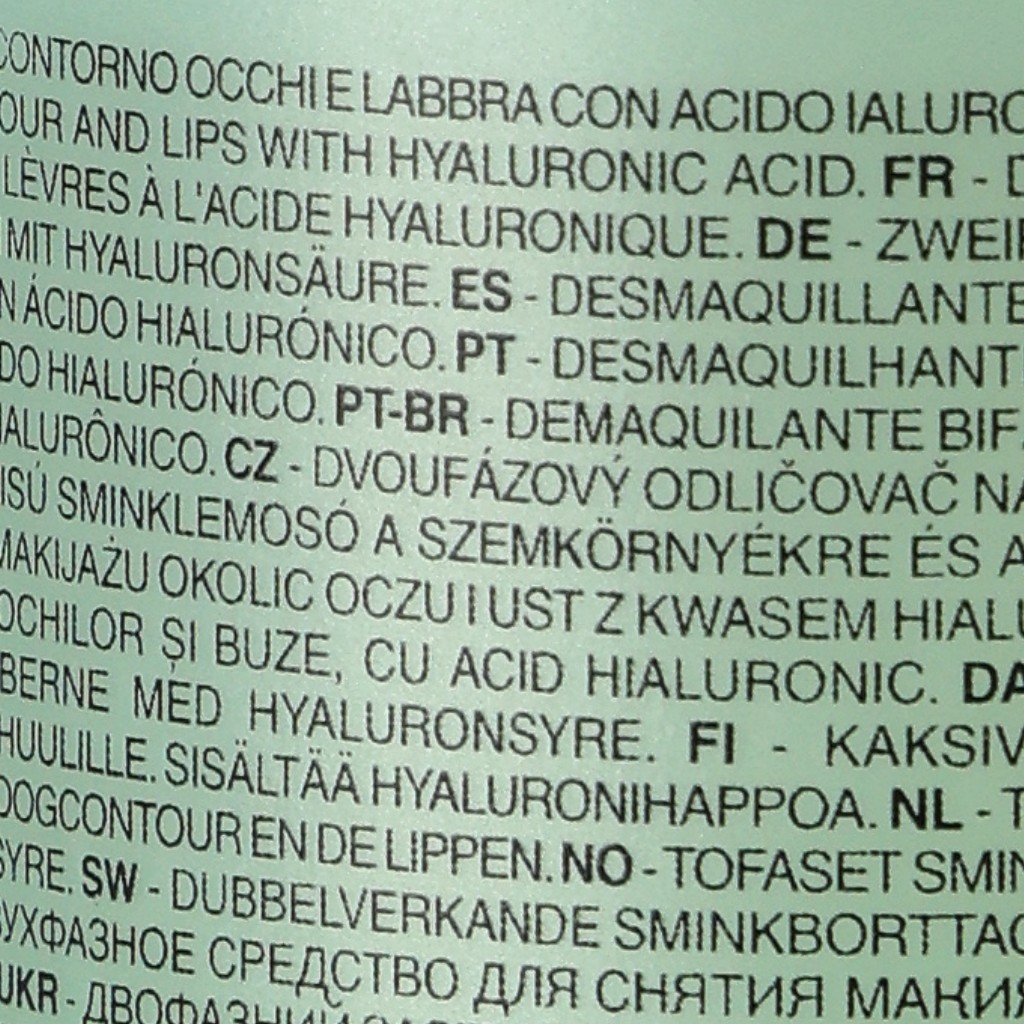 CONTORNO OCCHI E LABBRA CON ACIDO IALURO
OUR AND LIPS WITH HYALURONIC ACID. FR - D
LÈVRES À L'ACIDE HYALURONIQUE. DE - ZWEI
MIT HYALURONSÄURE. ES - DESMAQUILLANTE
N ÁCIDO HIALURÓNICO. PT - DESMAQUILHANT
DO HIALURÓNICO. PT-BR - DEMAQUILANTE BIF
IALURÔNICO. CZ - DVOUFÁZOVÝ ODLIČOVAČ NA
ISÚ SMINKLEMOSÓ A SZEMKÖRNYÉKRE ÉS A
MAKIJAŻU OKOLIC OCZU I UST Z KWASEM HIALU
OCHILOR ȘI BUZE, CU ACID HIALURONIC. DA
BERNE MED HYALURONSYRE. FI - KAKSIV
HUULILLE. SISÄLTÄÄ HYALURONIHAPPOA. NL - T
OOGCONTOUR EN DE LIPPEN. NO - TOFASET SMIN
SYRE. SW - DUBBELVERKANDE SMINKBORTTAG
ВУХФАЗНОЕ СРЕДСТВО ДЛЯ СНЯТИЯ МАКИЯ
UKR - ДВОФАЗНИЙ